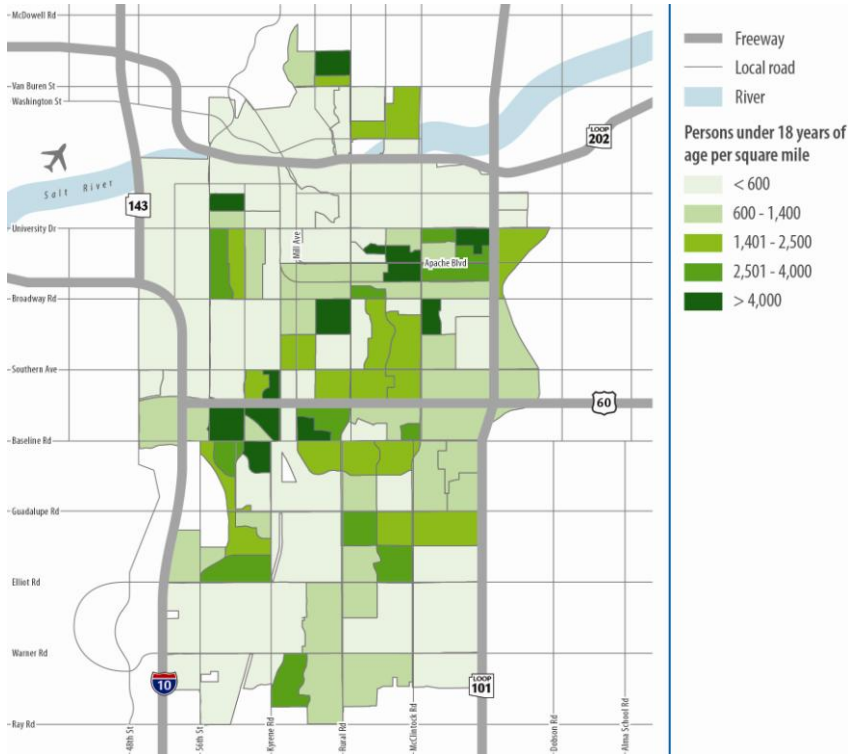 McDowell Rd
Van Buren St
Washington St
LOOP
202
Salt River
143
University Dr
Mill Ave
Apache Blvd
Broadway Rd
Southern Ave
60
Baseline Rd
Guadalupe Rd
Elliot Rd
Warner Rd
10
LOOP
101
Ray Rd
48th St
56th St
Kyrene Rd
Rural Rd
McClintock Rd
Dobson Rd
Alma School Rd
Freeway
Local road
River
Persons under 18 years of
age per square mile
< 600
600 - 1,400
1,401 - 2,500
2,501 - 4,000
> 4,000